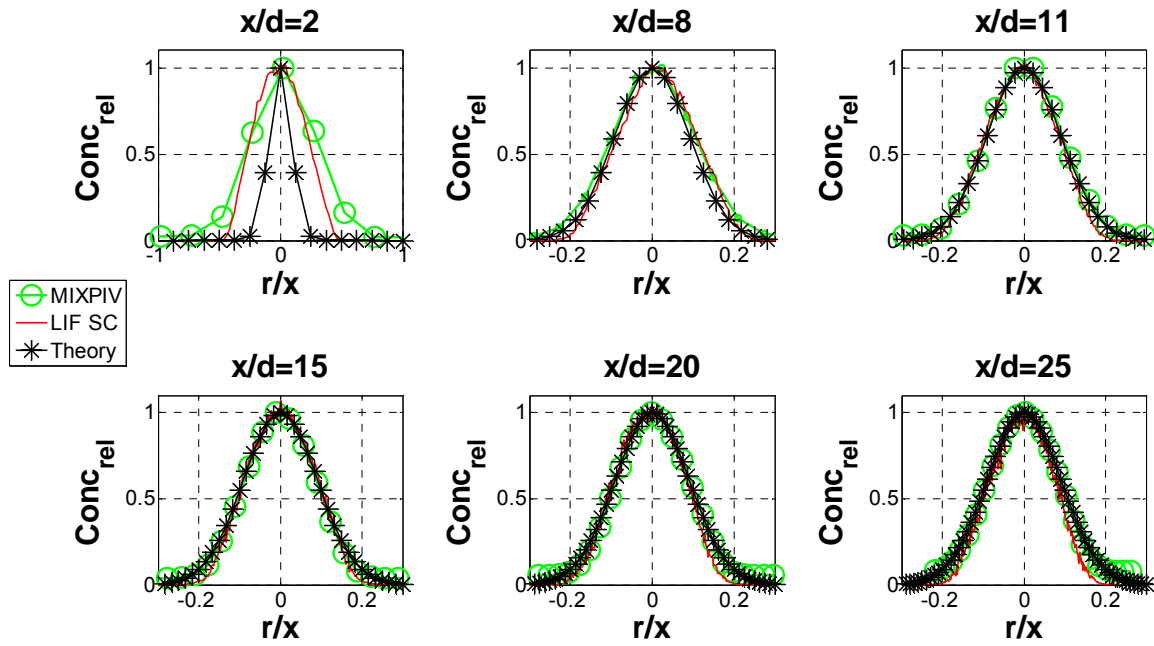 x/d=2
x/d=8
x/d=11
1
0.5
0
-1 0 1
1
0.5
0
-0.2 0 0.2
1
0.5
0
-0.2 0 0.2
Conc_rel
Conc_rel
Conc_rel
r/x
r/x
r/x
MIXPIV
LIF SC
Theory
x/d=15
x/d=20
x/d=25
1
0.5
0
-0.2 0 0.2
1
0.5
0
-0.2 0 0.2
1
0.5
0
-0.2 0 0.2
Conc_rel
Conc_rel
Conc_rel
r/x
r/x
r/x